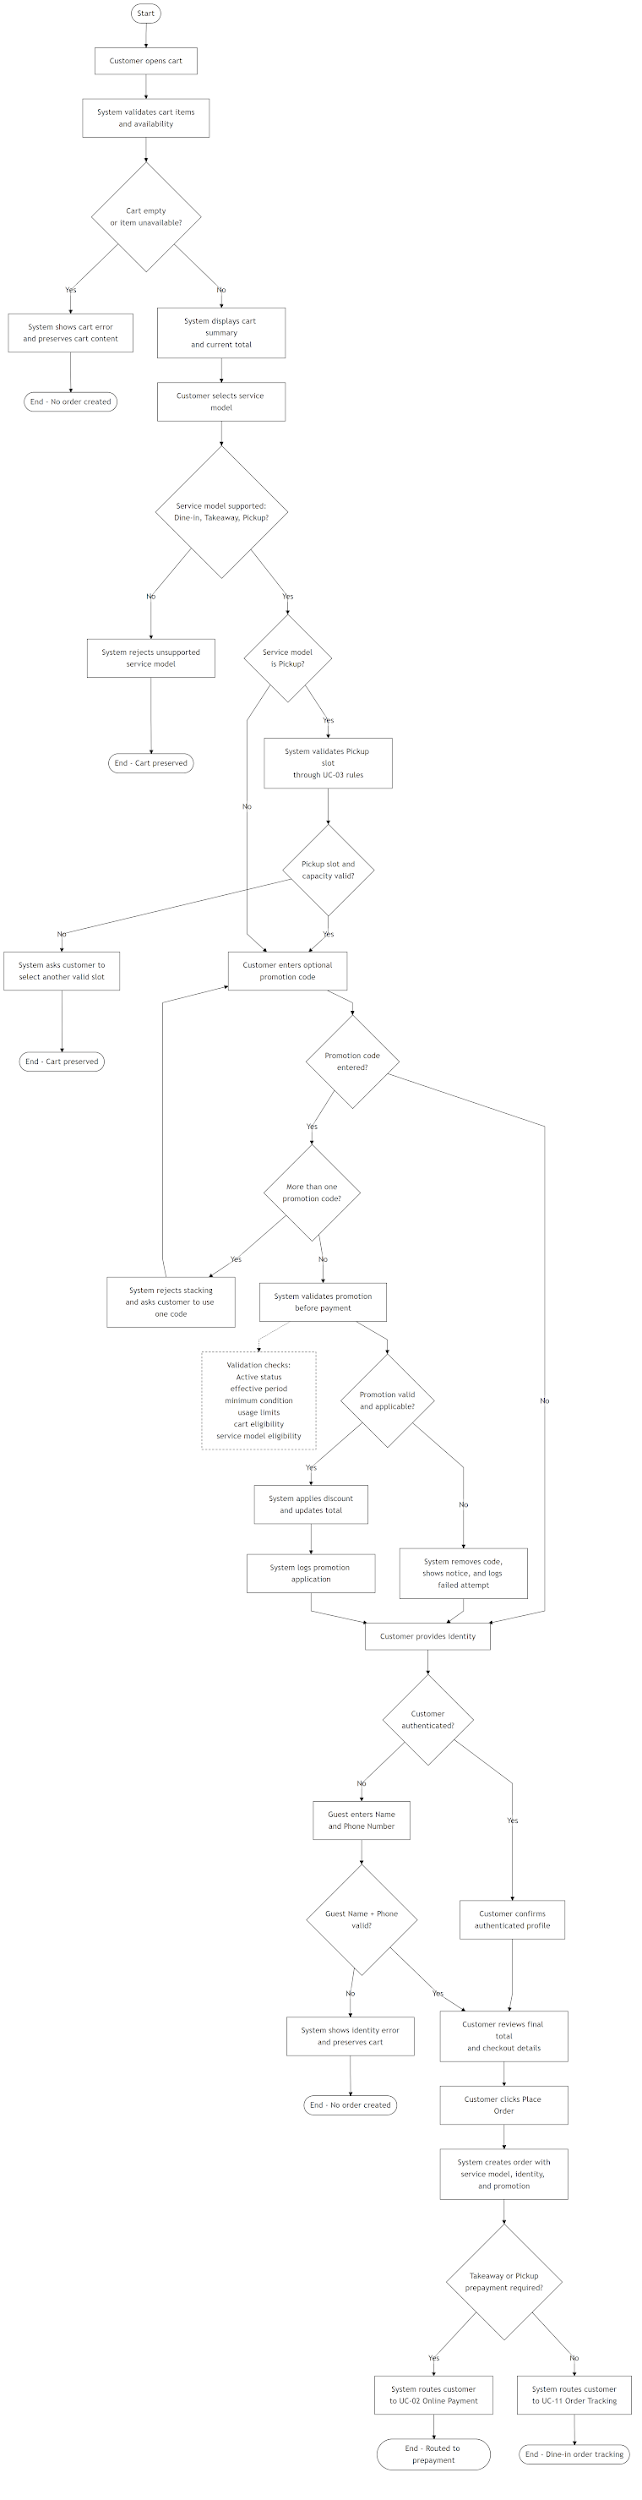 Start
Customer opens cart
System validates cart items
and availability
Cart empty
or item unavailable?
Yes
No
System shows cart error
and preserves cart content
System displays cart
summary
and current total
End - No order created
Customer selects service
model
Service model supported:
Dine-in, Takeaway, Pickup?
No
Yes
System rejects unsupported
service model
Service model
is Pickup?
Yes
End - Cart preserved
System validates Pickup
slot
through UC-03 rules
No
Pickup slot and
capacity valid?
No
Yes
System asks customer to
select another valid slot
Customer enters optional
promotion code
End - Cart preserved
Promotion code
entered?
Yes
More than one
promotion code?
Yes
No
System rejects stacking
and asks customer to use
one code
System validates promotion
before payment
Validation checks:
Active status
effective period
minimum condition
usage limits
cart eligibility
service model eligibility
Promotion valid
and applicable?
No
Yes
No
System applies discount
and updates total
System logs promotion
application
System removes code,
shows notice, and logs
failed attempt
Customer provides identity
Customer
authenticated?
No
Yes
Guest enters Name
and Phone Number
Guest Name + Phone
valid?
Customer confirms
authenticated profile
No
Yes
System shows identity error
and preserves cart
Customer reviews final
total
and checkout details
End - No order created
Customer clicks Place
Order
System creates order with
service model, identity,
and promotion
Takeaway or Pickup
prepayment required?
Yes
No
System routes customer
to UC-02 Online Payment
System routes customer
to UC-11 Order Tracking
End - Routed to
prepayment
End - Dine-in order tracking